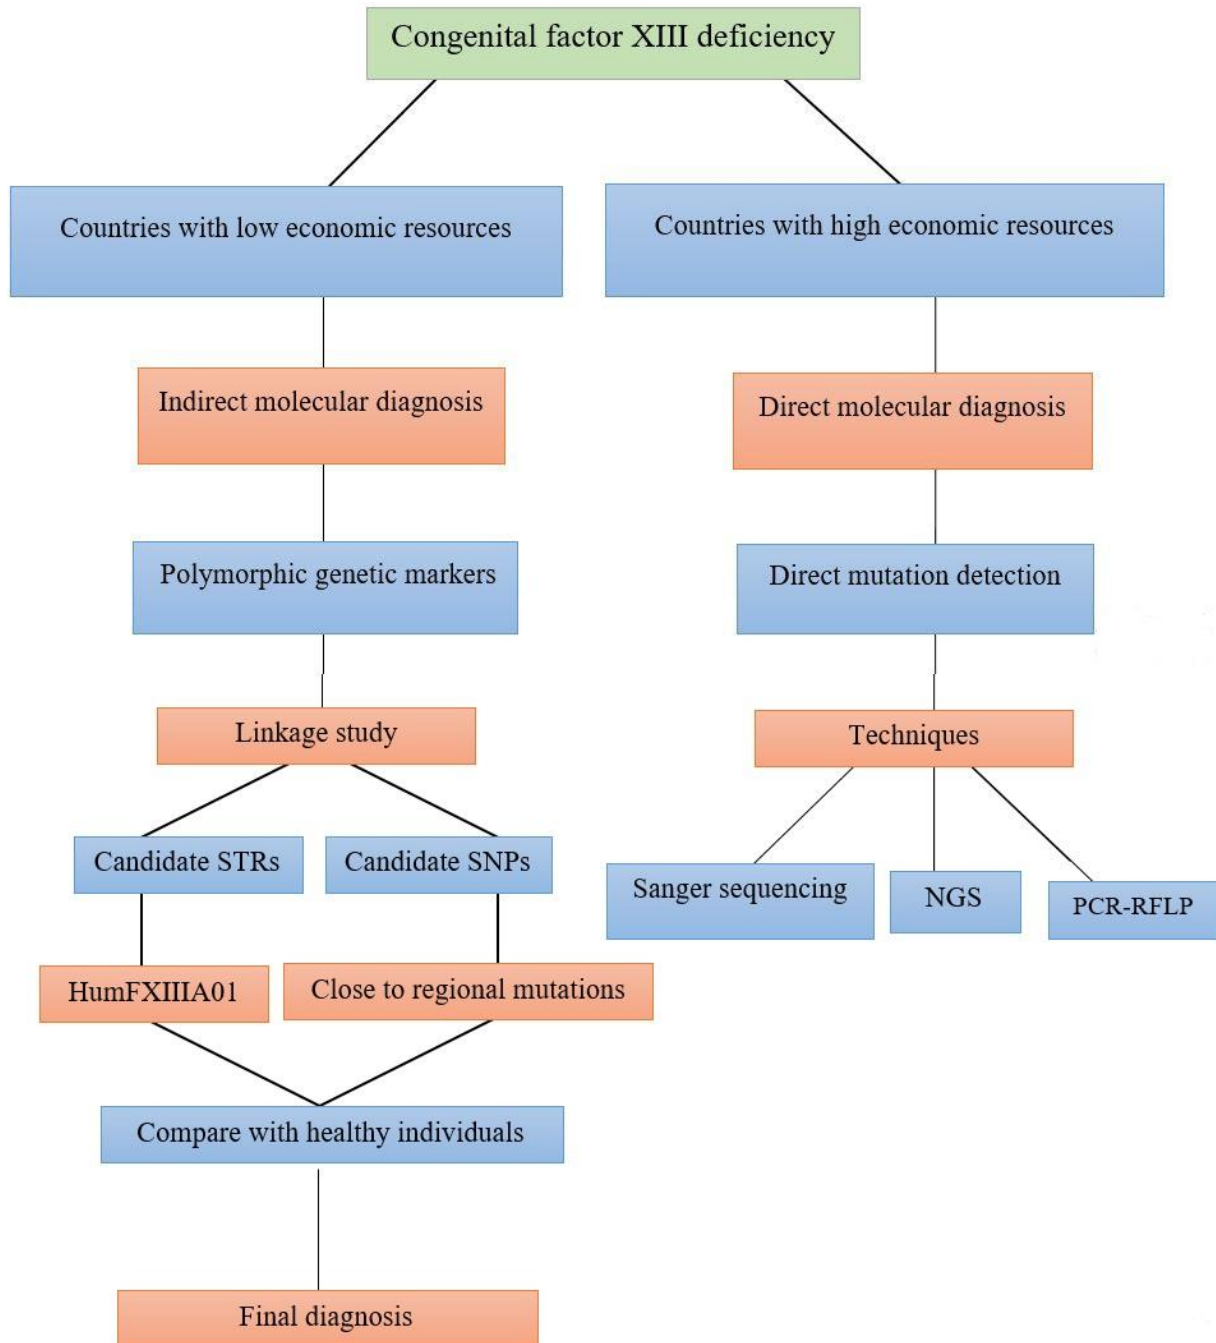 Congenital factor XIII deficiency
Countries with low economic resources
Countries with high economic resources
Indirect molecular diagnosis
Direct molecular diagnosis
Polymorphic genetic markers
Direct mutation detection
Linkage study
Techniques
Candidate STRs
Candidate SNPs
Sanger sequencing
NGS
PCR-RFLP
HumFXIIIA01
Close to regional mutations
Compare with healthy individuals
Final diagnosis